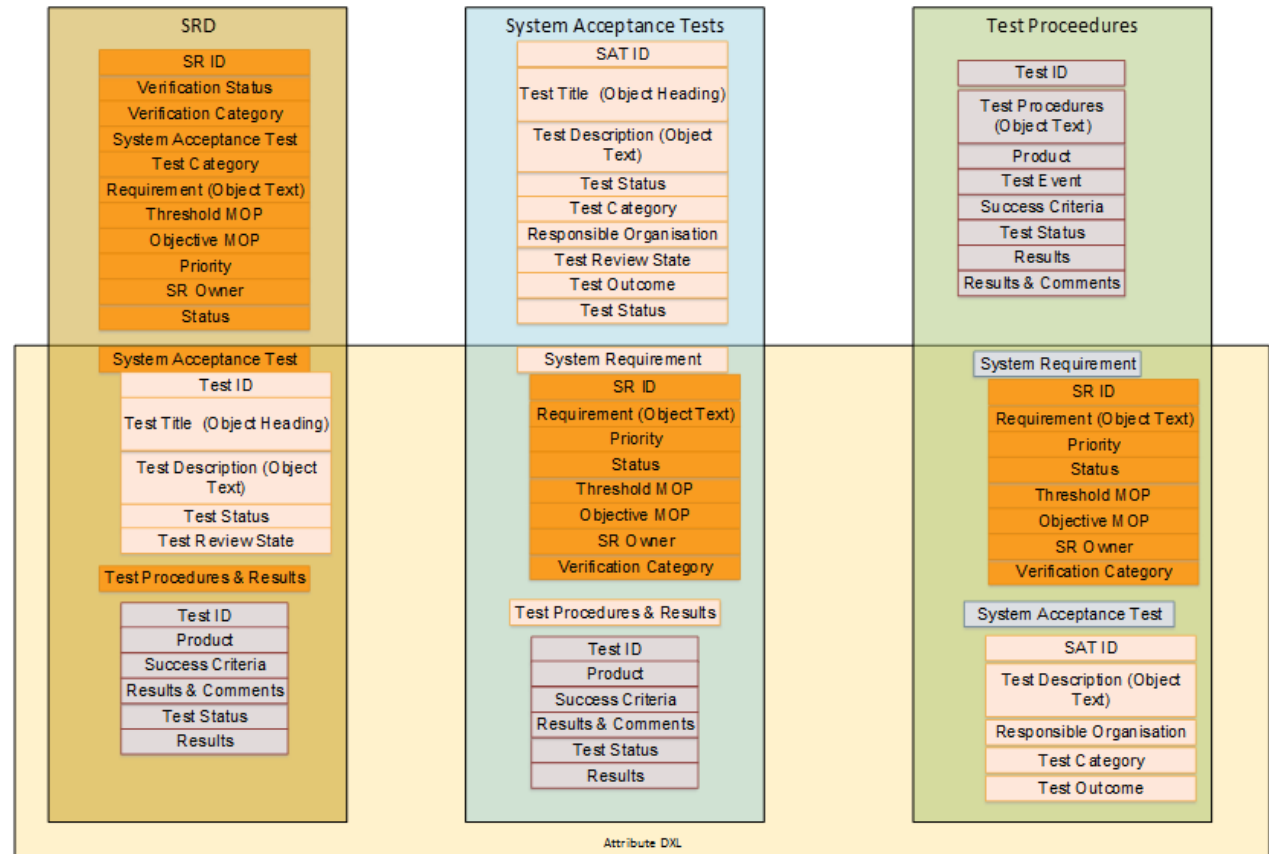 SRD
SR ID
Verification Status
Verification Category
System Acceptance Test
Test Category
Requirement (Object Text)
Threshold MOP
Objective MOP
Priority
SR Owner
Status
System Acceptance Test
Test ID
Test Title (Object Heading)
Test Description (Object
Text)
Test Status
Test Review State
Test Procedures & Results
Test ID
Product
Success Criteria
Results & Comments
Test Status
Results
System Acceptance Tests
SAT ID
Test Title (Object Heading)
Test Description (Object
Text)
Test Status
Test Category
Responsible Organisation
Test Review State
Test Outcome
Test Status
System Requirement
SR ID
Requirement (Object Text)
Priority
Status
Threshold MOP
Objective MOP
SR Owner
Verification Category
Test Procedures & Results
Test ID
Product
Success Criteria
Results & Comments
Test Status
Results
Test Proceedures
Test ID
Test Procedures
(Object Text)
Product
Test Event
Success Criteria
Test Status
Results
Results & Comments
System Requirement
SR ID
Requirement (Object Text)
Priority
Status
Threshold MOP
Objective MOP
SR Owner
Verification Category
System Acceptance Test
SAT ID
Test Description (Object
Text)
Responsible Organisation
Test Category
Test Outcome
Attribute DXL